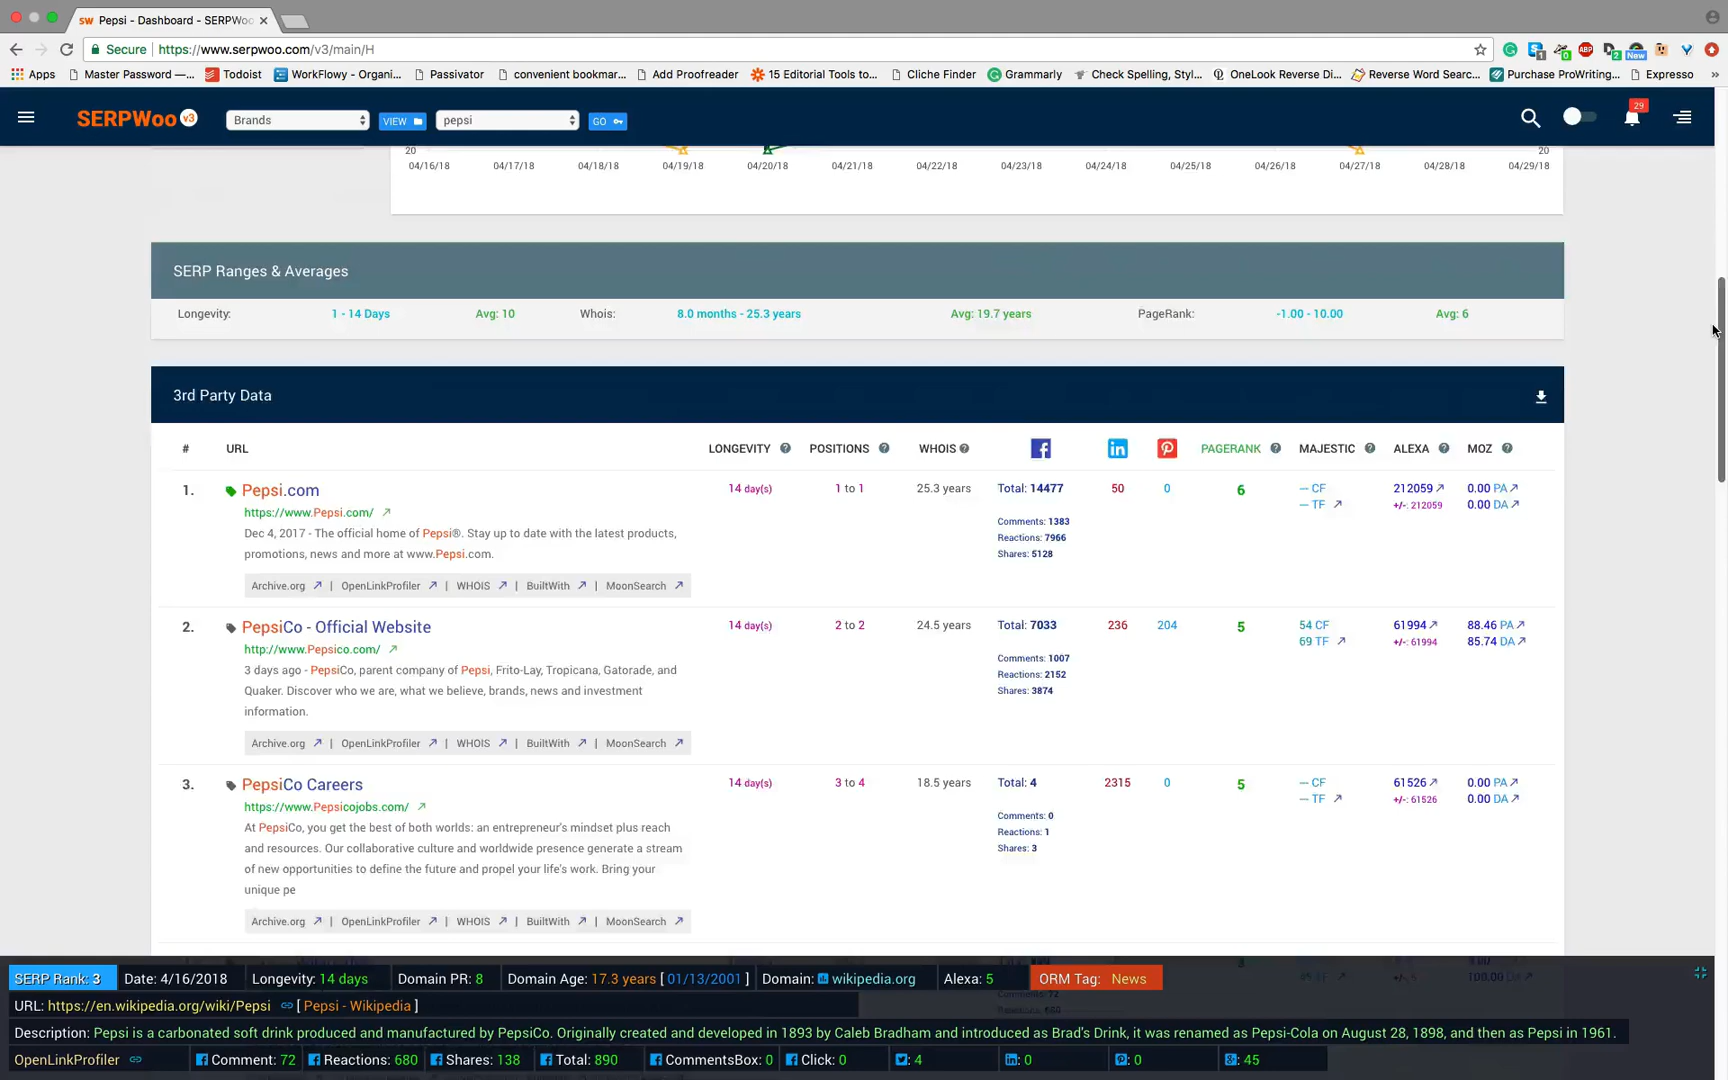 SW Pepsi - Dashboard - SERPWoo
Secure https://www.serpwoo.com/v3/main/H
Apps Master Password —... Todoist WorkFlowy - Organi... Passivator convenient bookmar... Add Proofreader 15 Editorial Tools to... Cliche Finder Grammarly Check Spelling, Styl... OneLook Reverse Di... Reverse Word Searc... Purchase ProWriting... Expresso »
SERPWoo v3 Brands VIEW pepsi GO 29
20 20
04/16/18 04/17/18 04/18/18 04/19/18 04/20/18 04/21/18 04/22/18 04/23/18 04/24/18 04/25/18 04/26/18 04/27/18 04/28/18 04/29/18
SERP Ranges & Averages
Longevity: 1 - 14 Days Avg: 10 Whois: 8.0 months - 25.3 years Avg: 19.7 years PageRank: -1.00 - 10.00 Avg: 6
3rd Party Data
# URL LONGEVITY POSITIONS WHOIS PAGERANK MAJESTIC ALEXA MOZ
1. Pepsi.com 14 day(s) 1 to 1 25.3 years Total: 14477 50 0 6 — CF 212059 0.00 PA
https://www.Pepsi.com/ — TF +/-: 212059 0.00 DA
Dec 4, 2017 - The official home of Pepsi®. Stay up to date with the latest products, Comments: 1383
Reactions: 7966
promotions, news and more at www.Pepsi.com. Shares: 5128
Archive.org | OpenLinkProfiler | WHOIS | BuiltWith | MoonSearch
2. PepsiCo - Official Website 14 day(s) 2 to 2 24.5 years Total: 7033 236 204 5 54 CF 61994 88.46 PA
http://www.Pepsico.com/ 69 TF +/-: 61994 85.74 DA
3 days ago - PepsiCo, parent company of Pepsi, Frito-Lay, Tropicana, Gatorade, and Comments: 1007
Reactions: 2152
Quaker. Discover who we are, what we believe, brands, news and investment Shares: 3874
information.
Archive.org | OpenLinkProfiler | WHOIS | BuiltWith | MoonSearch
3. PepsiCo Careers 14 day(s) 3 to 4 18.5 years Total: 4 2315 0 5 — CF 61526 0.00 PA
https://www.Pepsicojobs.com/ — TF +/-: 61526 0.00 DA
At PepsiCo, you get the best of both worlds: an entrepreneur's mindset plus reach Comments: 0
Reactions: 1
and resources. Our collaborative culture and worldwide presence generate a stream Shares: 3
of new opportunities to define the future and propel your life's work. Bring your
unique pe
Archive.org | OpenLinkProfiler | WHOIS | BuiltWith | MoonSearch
SERP Rank: 3 Date: 4/16/2018 Longevity: 14 days Domain PR: 8 Domain Age: 17.3 years [ 01/13/2001 ] Domain: wikipedia.org Alexa: 5 ORM Tag: News
URL: https://en.wikipedia.org/wiki/Pepsi [ Pepsi - Wikipedia ]
Description: Pepsi is a carbonated soft drink produced and manufactured by PepsiCo. Originally created and developed in 1893 by Caleb Bradham and introduced as Brad's Drink, it was renamed as Pepsi-Cola on August 28, 1898, and then as Pepsi in 1961.
OpenLinkProfiler Comment: 72 Reactions: 680 Shares: 138 Total: 890 CommentsBox: 0 Click: 0 : 4 : 0 : 0 : 45